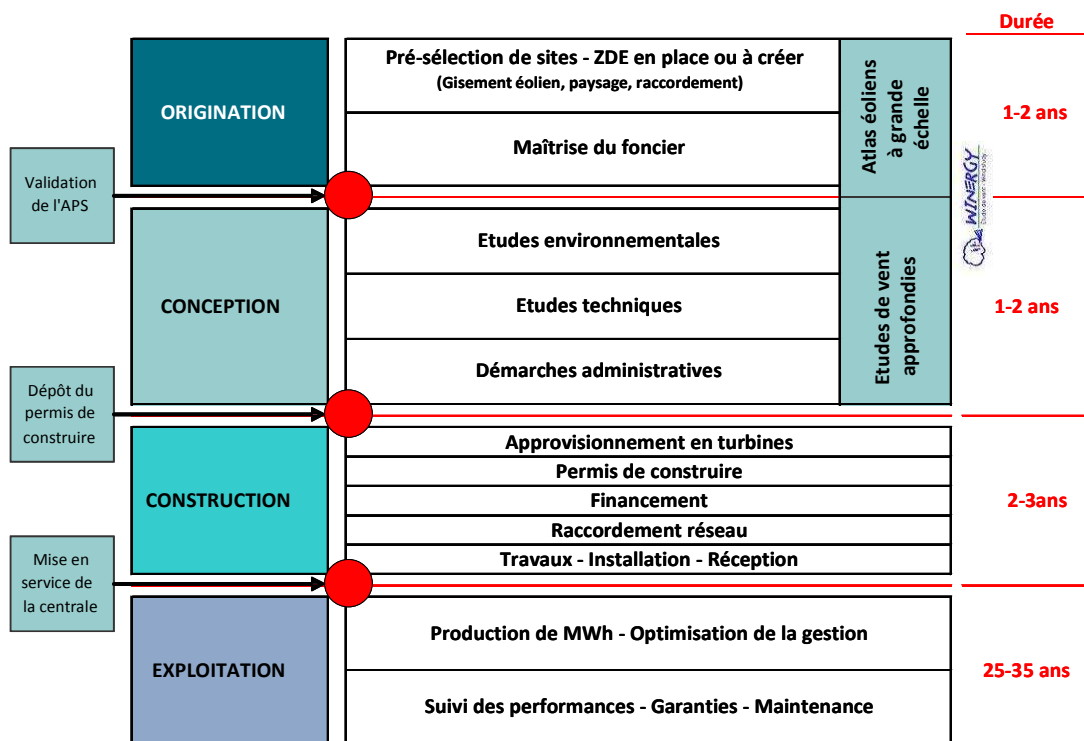 Durée
ORIGINATION
Pré-sélection de sites - ZDE en place ou à créer
(Gisement éolien, paysage, raccordement)
Maîtrise du foncier
Atlas éoliens
à grande
échelle
1-2 ans
WINERGY
Validation
de l'APS
CONCEPTION
Etudes environnementales
Etudes techniques
Démarches administratives
Etudes de vent
approfondies
1-2 ans
Dépôt du
permis de
construire
CONSTRUCTION
Approvisionnement en turbines
Permis de construire
Financement
Raccordement réseau
Travaux - Installation - Réception
2-3ans
Mise en
service de
la centrale
EXPLOITATION
Production de MWh - Optimisation de la gestion
Suivi des performances - Garanties - Maintenance
25-35 ans